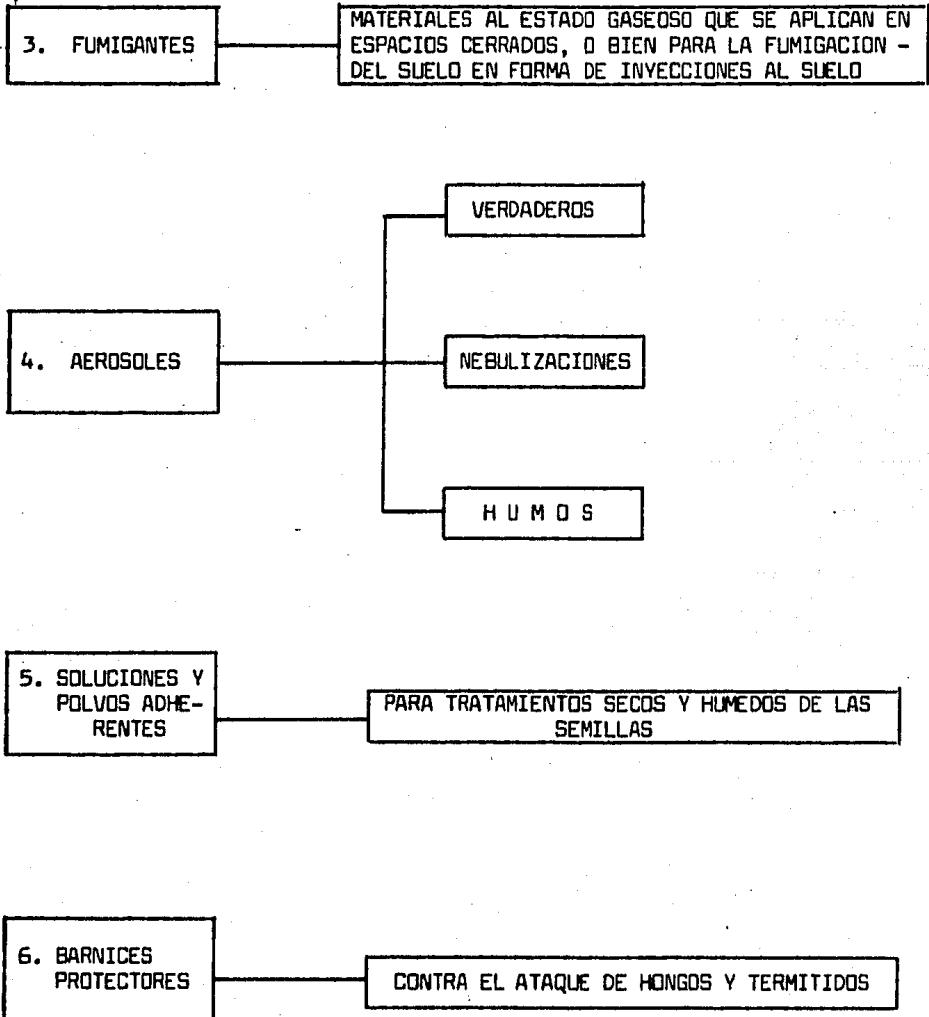 3. FUMIGANTES
MATERIALES AL ESTADO GASEOSO QUE SE APLICAN EN
ESPACIOS CERRADOS, O BIEN PARA LA FUMIGACION -
DEL SUELO EN FORMA DE INYECCIONES AL SUELO
VERDADEROS
4. AEROSOLES
NEBULIZACIONES
H U M O S
5. SOLUCIONES Y
POLVOS ADHE-
RENTES
PARA TRATAMIENTOS SECOS Y HUMEDOS DE LAS
SEMILLAS
6. BARNICES
PROTECTORES
CONTRA EL ATAQUE DE HONGOS Y TERMITIDOS